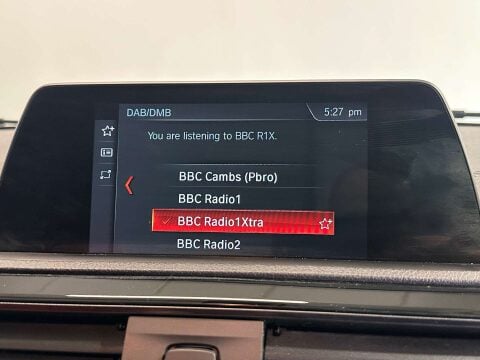 DAB/DMB
5:27 pm
You are listening to BBC R1X.
BBC Cambs (Pbro)
BBC Radio1
BBC Radio1Xtra
BBC Radio2